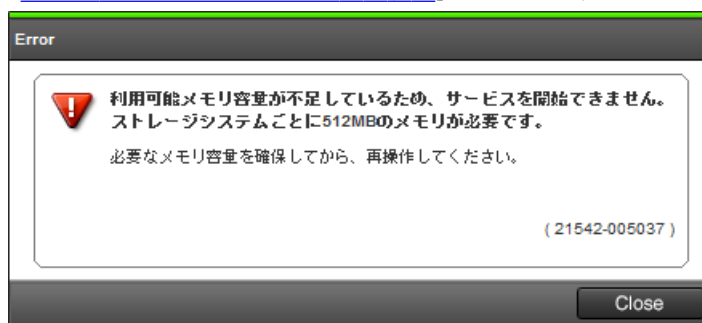 Error
利用可能メモリ容量が不足しているため、サービスを開始できません。
ストレージシステムごとに512MBのメモリが必要です。
必要なメモリ容量を確保してから、再操作してください。
( 21542-005037 )
Close